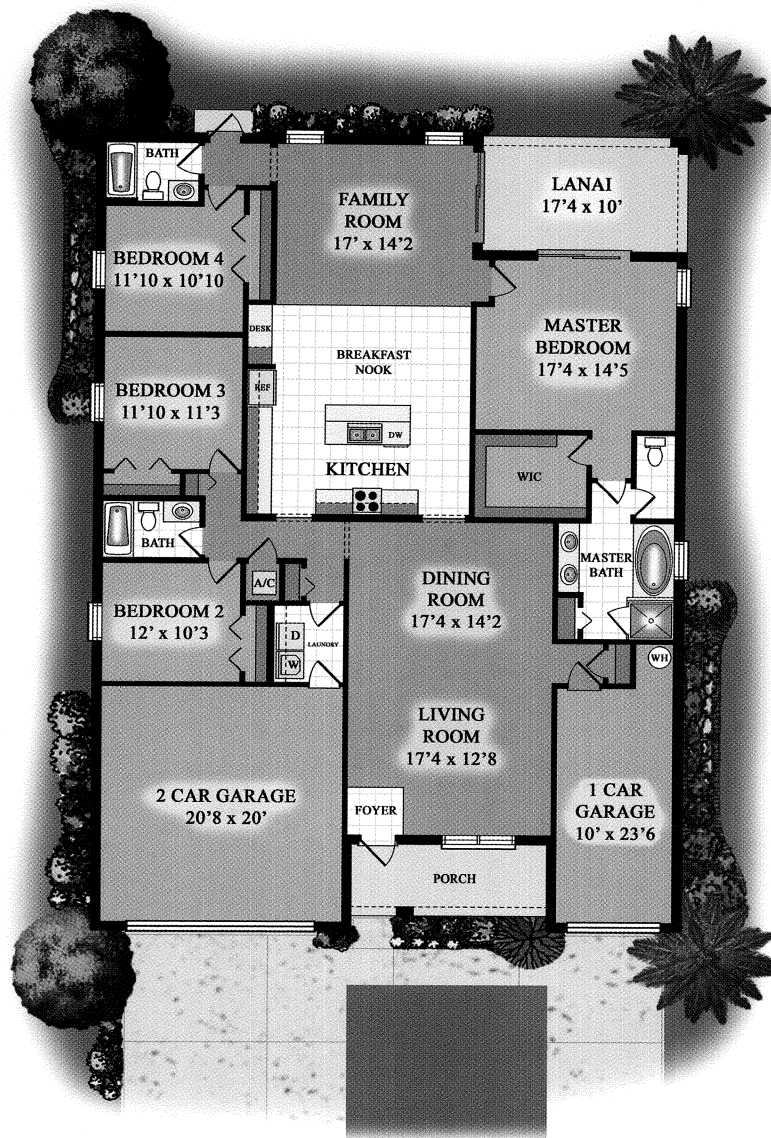 BATH
FAMILY
ROOM
17' x 14'2
LANAI
17'4 x 10'
BEDROOM 4
11'10 x 10'10
DESK
BREAKFAST
NOOK
MASTER
BEDROOM
17'4 x 14'5
BEDROOM 3
11'10 x 11'3
REF
DW
KITCHEN
WIC
BATH
A/C
MASTER
BATH
BEDROOM 2
12' x 10'3
DINING
ROOM
17'4 x 14'2
D
W
LAUNDRY
WH
LIVING
ROOM
17'4 x 12'8
2 CAR GARAGE
20'8 x 20'
FOYER
1 CAR
GARAGE
10' x 23'6
PORCH